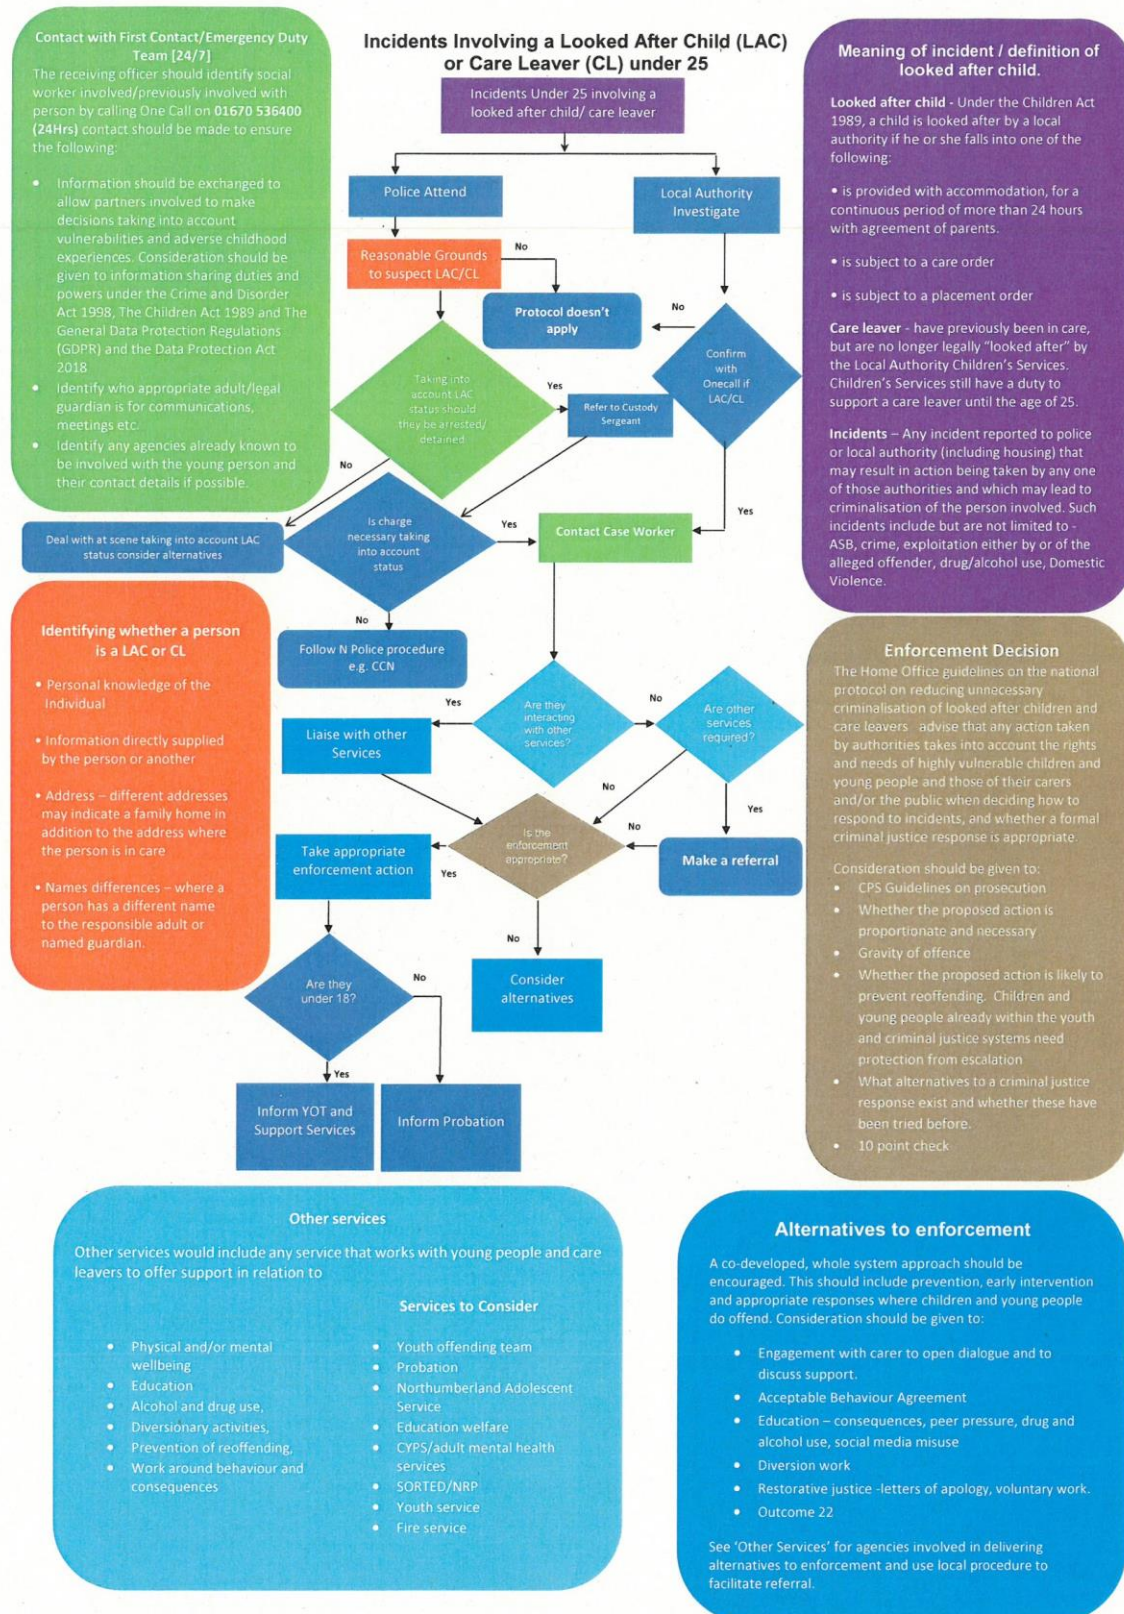 Contact with First Contact/Emergency Duty
Team [24/7]
The receiving officer should identify social
worker involved/previously involved with
person by calling One Call on 01670 536400
(24Hrs) contact should be made to ensure
the following:
• Information should be exchanged to
allow partners involved to make
decisions taking into account
vulnerabilities and adverse childhood
experiences. Consideration should be
given to information sharing duties and
powers under the Crime and Disorder
Act 1998, The Children Act 1989 and The
General Data Protection Regulations
(GDPR) and the Data Protection Act
2018
• Identify who appropriate adult/legal
guardian is for communications,
meetings etc.
• Identify any agencies already known to
be involved with the young person and
their contact details if possible.
Incidents Involving a Looked After Child (LAC)
or Care Leaver (CL) under 25
Incidents Under 25 involving a
looked after child/ care leaver
Police Attend
Local Authority
Investigate
Reasonable Grounds
to suspect LAC/CL
No
Protocol doesn't
apply
No
Confirm
with
Onecall if
LAC/CL
Taking into
account LAC
status should
they be arrested/
detained
Yes
Refer to Custody
Sergeant
No
Deal with at scene taking into account LAC
status consider alternatives
Is charge
necessary taking
into account
status
Yes
Contact Case Worker
Yes
No
Follow N Police procedure
e.g. CCN
Are they
interacting
with other
services?
Yes
No
Are other
services
required?
Liaise with other
Services
No
Yes
Is the
enforcement
appropriate?
No
Make a referral
Take appropriate
enforcement action
Yes
No
Consider
alternatives
Are they
under 18?
No
Yes
Inform YOT and
Support Services
Inform Probation
Meaning of incident / definition of
looked after child.
Looked after child - Under the Children Act
1989, a child is looked after by a local
authority if he or she falls into one of the
following:
• is provided with accommodation, for a
continuous period of more than 24 hours
with agreement of parents.
• is subject to a care order
• is subject to a placement order
Care leaver - have previously been in care,
but are no longer legally "looked after" by
the Local Authority Children's Services.
Children's Services still have a duty to
support a care leaver until the age of 25.
Incidents – Any incident reported to police
or local authority (including housing) that
may result in action being taken by any one
of those authorities and which may lead to
criminalisation of the person involved. Such
incidents include but are not limited to -
ASB, crime, exploitation either by or of the
alleged offender, drug/alcohol use, Domestic
Violence.
Identifying whether a person
is a LAC or CL
• Personal knowledge of the
Individual
• Information directly supplied
by the person or another
• Address – different addresses
may indicate a family home in
addition to the address where
the person is in care
• Names differences – where a
person has a different name
to the responsible adult or
named guardian.
Enforcement Decision
The Home Office guidelines on the national
protocol on reducing unnecessary
criminalisation of looked after children and
care leavers advise that any action taken
by authorities takes into account the rights
and needs of highly vulnerable children and
young people and those of their carers
and/or the public when deciding how to
respond to incidents, and whether a formal
criminal justice response is appropriate.
Consideration should be given to:
• CPS Guidelines on prosecution
• Whether the proposed action is
proportionate and necessary
• Gravity of offence
• Whether the proposed action is likely to
prevent reoffending. Children and
young people already within the youth
and criminal justice systems need
protection from escalation
• What alternatives to a criminal justice
response exist and whether these have
been tried before.
• 10 point check
Other services
Other services would include any service that works with young people and care
leavers to offer support in relation to
• Physical and/or mental
wellbeing
• Education
• Alcohol and drug use,
• Diversionary activities,
• Prevention of reoffending,
• Work around behaviour and
consequences
Services to Consider
• Youth offending team
• Probation
• Northumberland Adolescent
Service
• Education welfare
• CYPS/adult mental health
services
• SORTED/NRP
• Youth service
• Fire service
Alternatives to enforcement
A co-developed, whole system approach should be
encouraged. This should include prevention, early intervention
and appropriate responses where children and young people
do offend. Consideration should be given to:
• Engagement with carer to open dialogue and to
discuss support.
• Acceptable Behaviour Agreement
• Education – consequences, peer pressure, drug and
alcohol use, social media misuse
• Diversion work
• Restorative justice -letters of apology, voluntary work.
• Outcome 22
See 'Other Services' for agencies involved in delivering
alternatives to enforcement and use local procedure to
facilitate referral.